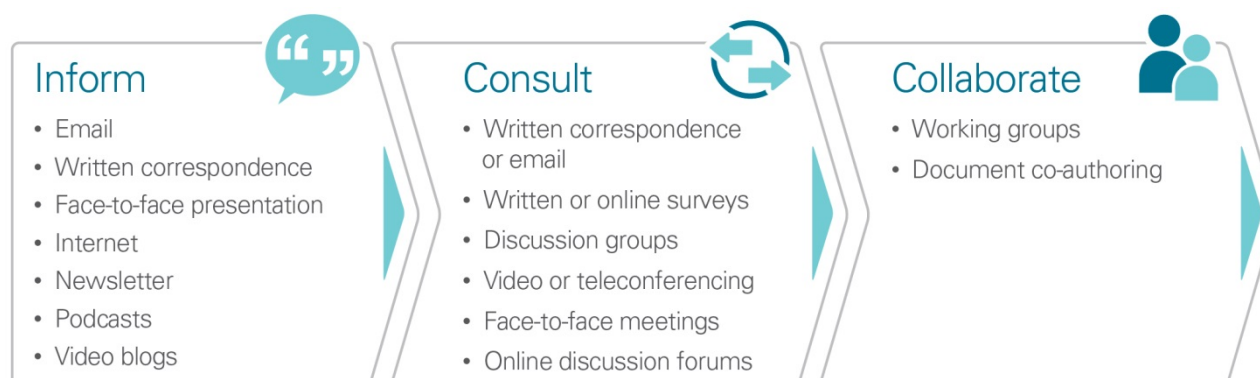 Inform
• Email
• Written correspondence
• Face-to-face presentation
• Internet
• Newsletter
• Podcasts
• Video blogs
Consult
• Written correspondence
or email
• Written or online surveys
• Discussion groups
• Video or teleconferencing
• Face-to-face meetings
• Online discussion forums
Collaborate
• Working groups
• Document co-authoring